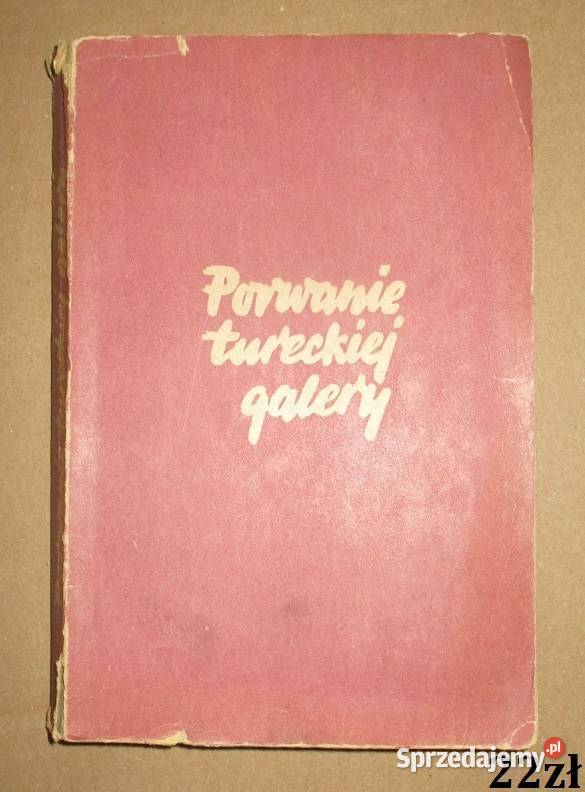 Porwanie
tureckiej
galery
Sprzedajemy.pl
22zł